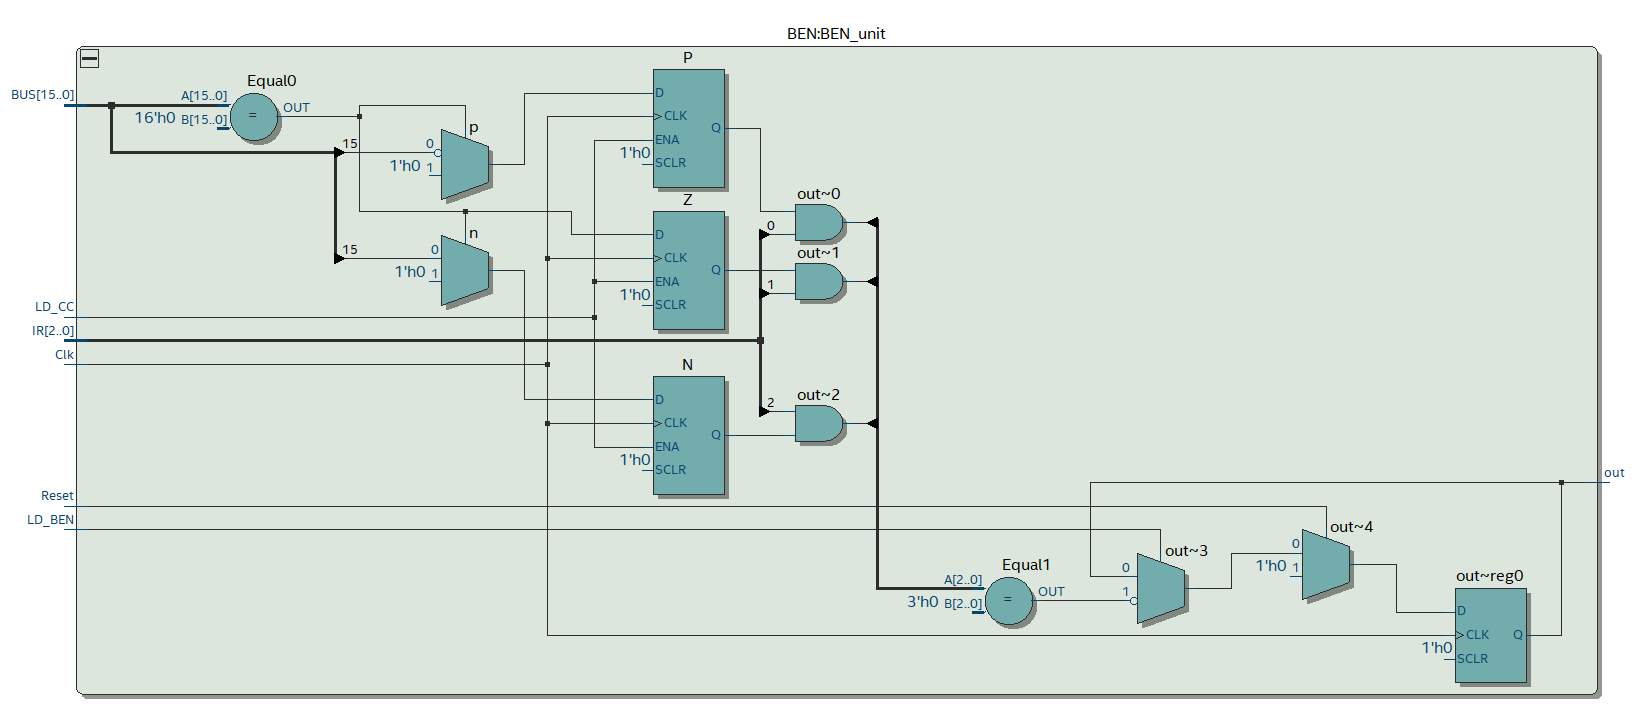 BEN:BEN_unit
BUS[15..0]
Equal0
A[15..0]
16'h0 B[15..0]
=
OUT
p
15
0
1'h0 1
n
15
0
1'h0 1
P
D
CLK
ENA
1'h0
SCLR
Q
Z
D
CLK
ENA
1'h0
SCLR
Q
LD_CC
IR[2..0]
Clk
N
D
CLK
ENA
1'h0
SCLR
Q
out~0
0
out~1
1
out~2
2
Reset
LD_BEN
Equal1
A[2..0]
3'h0 B[2..0]
=
OUT
out~3
0
1
out~4
0
1'h0 1
out~reg0
D
CLK
1'h0
SCLR
Q
out